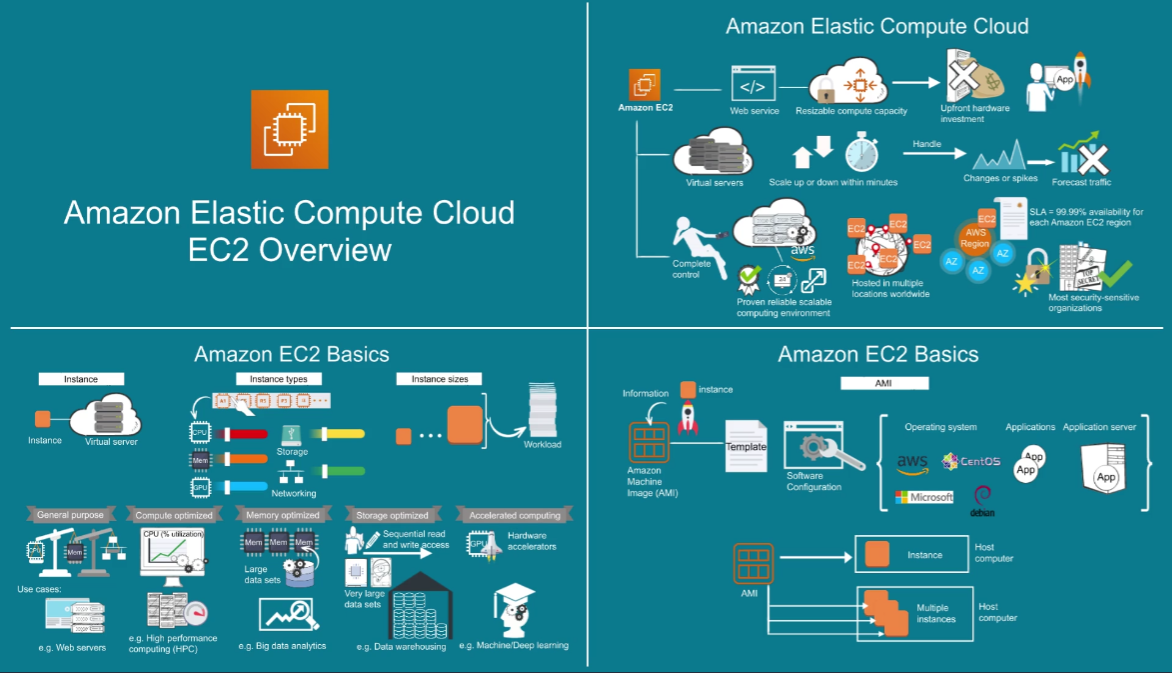 Amazon Elastic Compute Cloud
EC2 Overview
Amazon Elastic Compute Cloud
Amazon EC2
</>
Web service
Resizable compute capacity
Upfront hardware
investment
App
Virtual servers
Scale up or down within minutes
Handle
Changes or spikes
Forecast traffic
Complete
control
aws
Proven reliable scalable
computing environment
EC2
EC2
EC2
EC2
EC2
Hosted in multiple
locations worldwide
EC2
AWS
Region
AZ
AZ
AZ
SLA = 99.99% availability for
each Amazon EC2 region
TOP
SECRET
Most security-sensitive
organizations
Amazon EC2 Basics
Instance
Instance
Virtual server
Instance types
A1
R1
P1
I4
CPU
Mem
GPU
Storage
Networking
Instance sizes
Workload
General purpose
CPU
Mem
Use cases:
e.g. Web servers
Compute optimized
CPU (% utilization)
e.g. High performance
computing (HPC)
Memory optimized
Mem
Mem
Mem
Large
data sets
e.g. Big data analytics
Storage optimized
Sequential read
and write access
Very large
data sets
e.g. Data warehousing
Accelerated computing
GPU
Hardware
accelerators
e.g. Machine/Deep learning
Amazon EC2 Basics
AMI
Information
instance
Amazon
Machine
Image (AMI)
Template
Software
Configuration
Operating system
aws
CentOS
Microsoft
debian
Applications
App
App
Application server
App
AMI
Instance
Host
computer
Multiple
instances
Host
computer